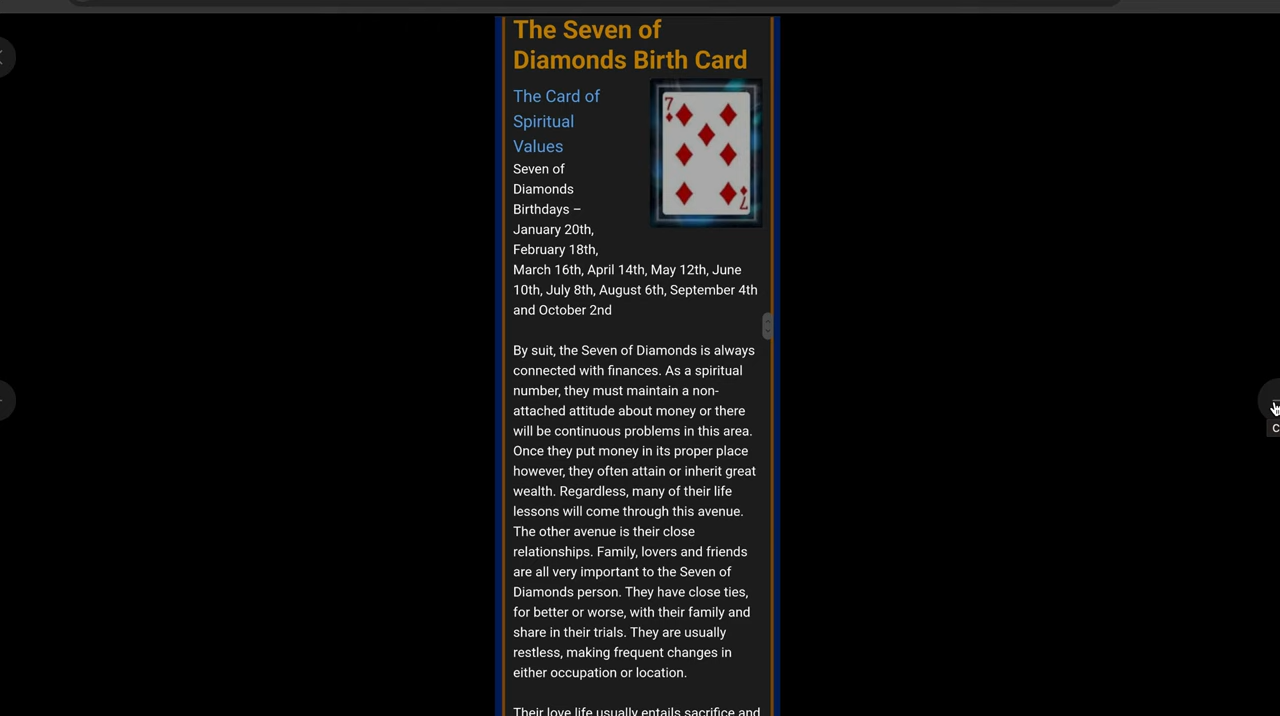 The Seven of
Diamonds Birth Card
The Card of
Spiritual
Values
7
7
Seven of
Diamonds
Birthdays –
January 20th,
February 18th,
March 16th, April 14th, May 12th, June
10th, July 8th, August 6th, September 4th
and October 2nd
By suit, the Seven of Diamonds is always
connected with finances. As a spiritual
number, they must maintain a non-
attached attitude about money or there
will be continuous problems in this area.
Once they put money in its proper place
however, they often attain or inherit great
wealth. Regardless, many of their life
lessons will come through this avenue.
The other avenue is their close
relationships. Family, lovers and friends
are all very important to the Seven of
Diamonds person. They have close ties,
for better or worse, with their family and
share in their trials. They are usually
restless, making frequent changes in
either occupation or location.
Their love life usually entails sacrifice and